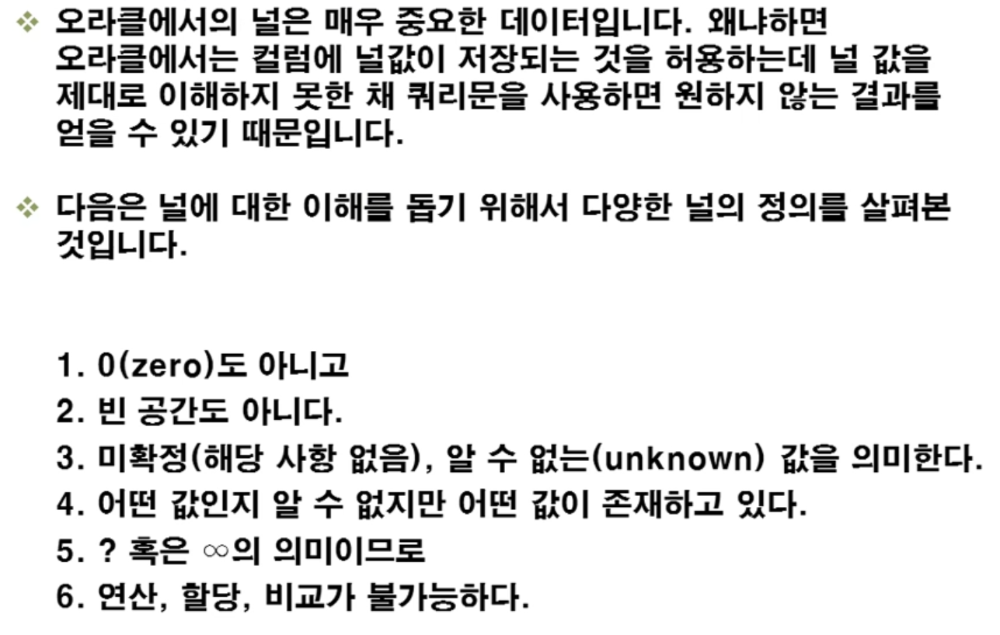 ❖ 오라클에서의 널은 매우 중요한 데이터입니다. 왜냐하면
오라클에서는 컬럼에 널값이 저장되는 것을 허용하는데 널 값을
제대로 이해하지 못한 채 쿼리문을 사용하면 원하지 않는 결과를
얻을 수 있기 때문입니다.
❖ 다음은 널에 대한 이해를 돕기 위해서 다양한 널의 정의를 살펴본
것입니다.
1. 0(zero)도 아니고
2. 빈 공간도 아니다.
3. 미확정(해당 사항 없음), 알 수 없는(unknown) 값을 의미한다.
4. 어떤 값인지 알 수 없지만 어떤 값이 존재하고 있다.
5. ? 혹은 ∞의 의미이므로
6. 연산, 할당, 비교가 불가능하다.